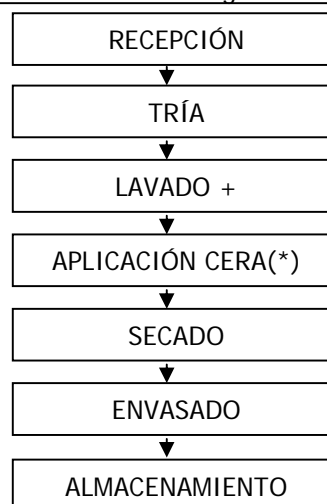 RECEPCIÓN
TRÍA
LAVADO +
APLICACIÓN CERA(*)
SECADO
ENVASADO
ALMACENAMIENTO